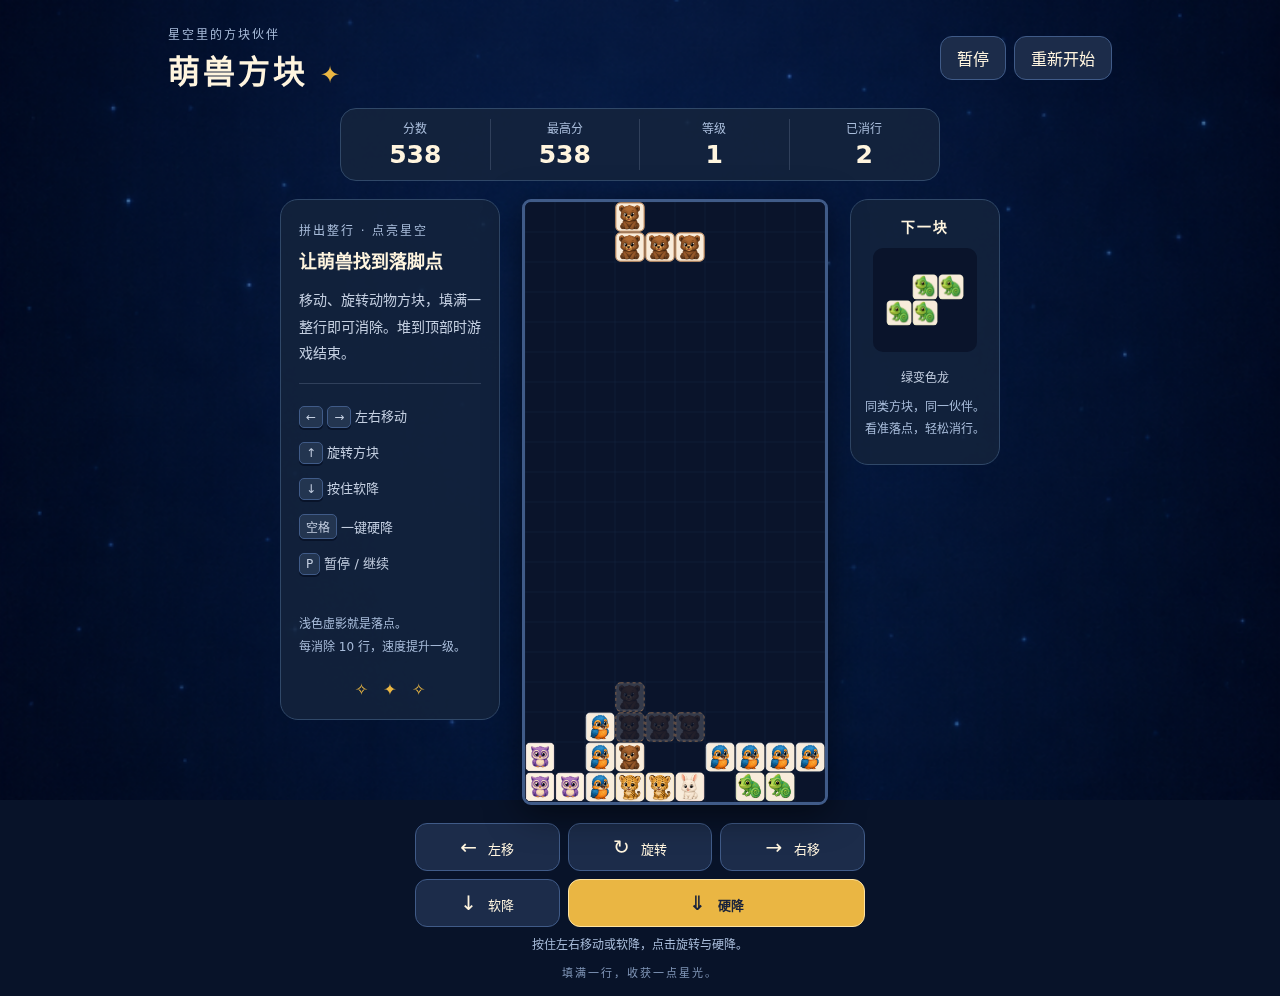 星空里的方块伙伴
萌兽方块 ✦
暂停
重新开始
分数
538
最高分
538
等级
1
已消行
2
拼出整行 · 点亮星空
让萌兽找到落脚点
移动、旋转动物方块，填满一
整行即可消除。堆到顶部时游
戏结束。
← → 左右移动
↑ 旋转方块
↓ 按住软降
空格 一键硬降
P 暂停 / 继续
浅色虚影就是落点。
每消除 10 行，速度提升一级。
✧ ✦ ✧
下一块
绿变色龙
同类方块，同一伙伴。
看准落点，轻松消行。
← 左移
↻ 旋转
→ 右移
↓ 软降
⇓ 硬降
按住左右移动或软降，点击旋转与硬降。
填满一行，收获一点星光。